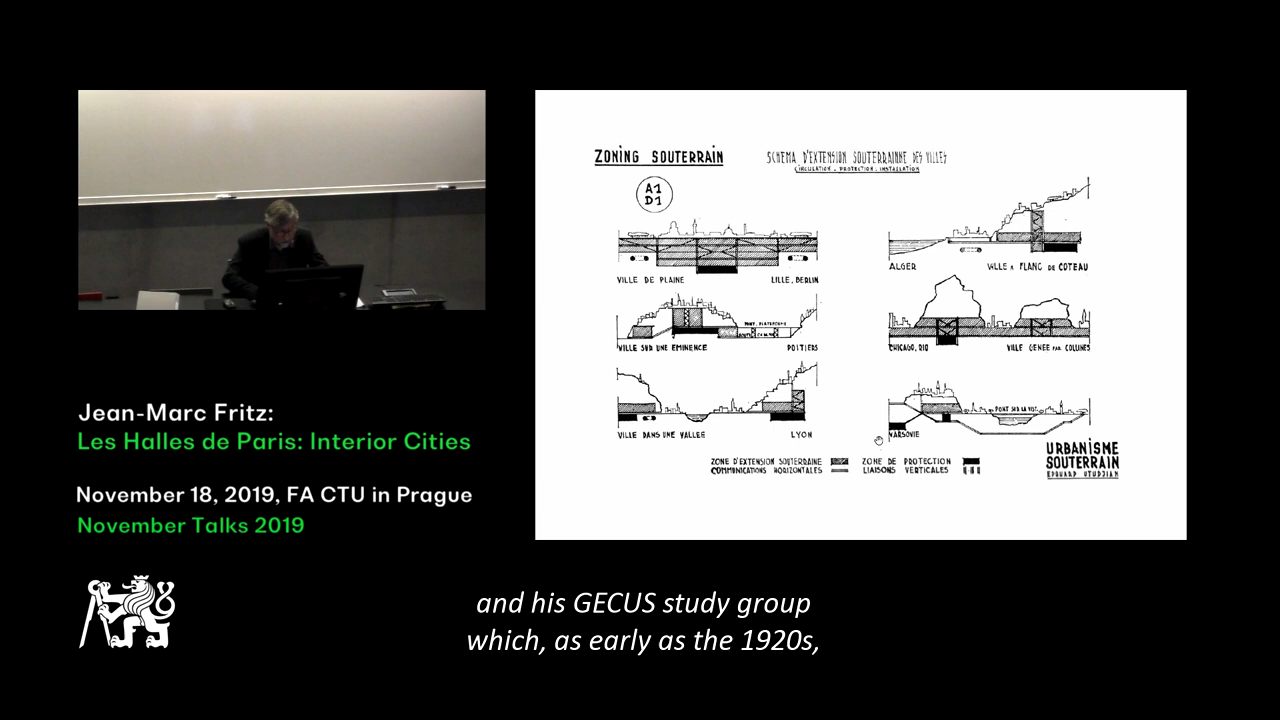 Jean-Marc Fritz:
Les Halles de Paris: Interior Cities
November 18, 2019, FA CTU in Prague
November Talks 2019
ZONING SOUTERRAIN
SCHEMA D'EXTENSION SOUTERRAINNE DES VILLES
CIRCULATION - PROTECTION - INSTALLATION
A1
D1
VILLE DE PLAINE LILLE, BERLIN
ALGER VILLE A FLANC DE COTEAU
VILLE SUR UNE EMINENCE POITIERS
CHICAGO, RIO VILLE GENEE PAR COLLINES
VILLE DANS UNE VALLEE LYON
VARSOVIE
PONT SUR LA
ZONE D'EXTENSION SOUTERRAINE
ZONE DE PROTECTION
COMMUNICATIONS HORIZONTALES
LIAISONS VERTICALES
URBANISME
SOUTERRAIN
EDOUARD UTUDJIAN
and his GECUS study group
which, as early as the 1920s,